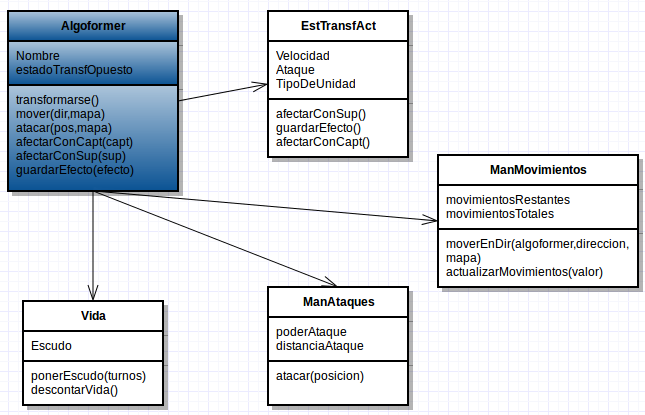 Algoformer
Nombre
estadoTransfOpuesto
transformarse()
mover(dir,mapa)
atacar(pos,mapa)
afectarConCapt(capt)
afectarConSup(sup)
guardarEfecto(efecto)
EstTransfAct
Velocidad
Ataque
TipoDeUnidad
afectarConSup()
guardarEfecto()
afectarConCapt()
ManMovimientos
movimientosRestantes
movimientosTotales
moverEnDir(algoformer,direccion,
mapa)
actualizarMovimientos(valor)
Vida
Escudo
ponerEscudo(turnos)
descontarVida()
ManAtaques
poderAtaque
distanciaAtaque
atacar(posicion)